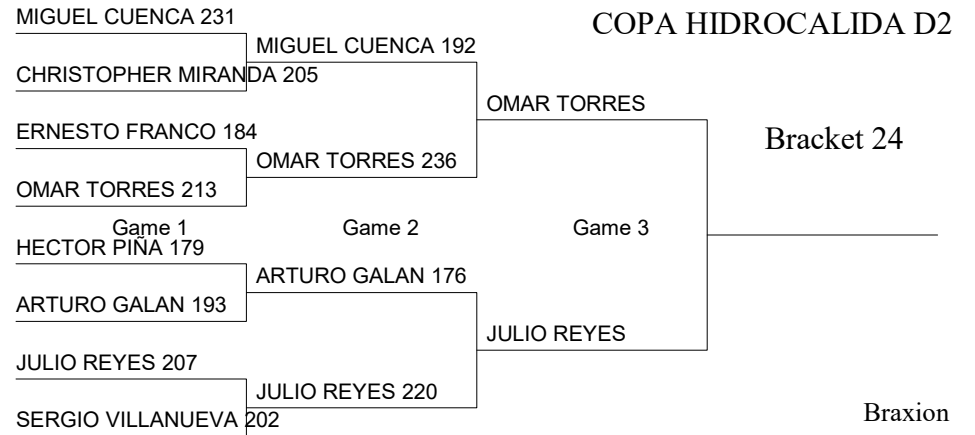 MIGUEL CUENCA 231
COPA HIDROCALIDA D2
MIGUEL CUENCA 192
CHRISTOPHER MIRANDA 205
OMAR TORRES
ERNESTO FRANCO 184
Bracket 24
OMAR TORRES 236
OMAR TORRES 213
Game 1
Game 2
Game 3
HECTOR PIÑA 179
ARTURO GALAN 176
ARTURO GALAN 193
JULIO REYES
JULIO REYES 207
JULIO REYES 220
SERGIO VILLANUEVA 202
Braxion